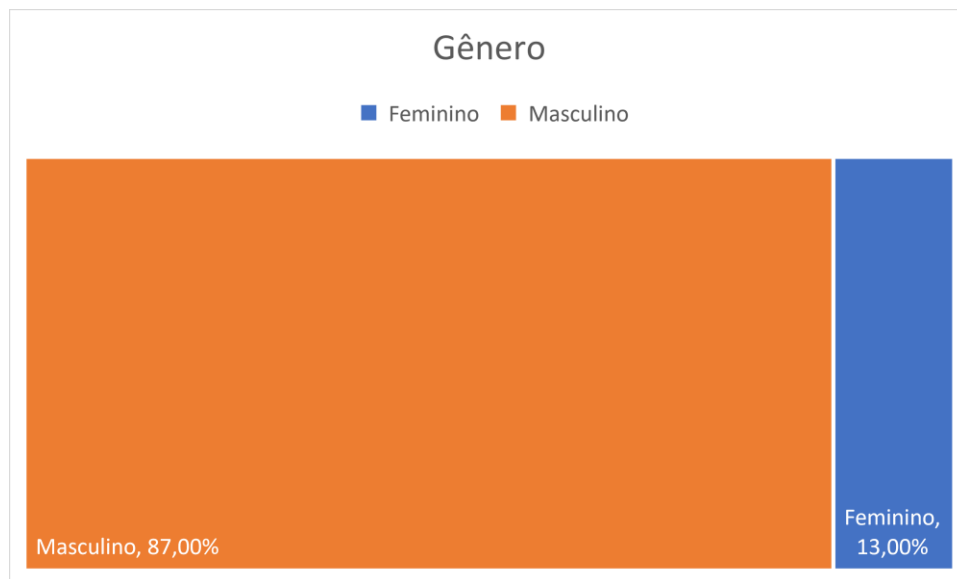 Gênero
Feminino Masculino
Masculino, 87,00%
Feminino,
13,00%